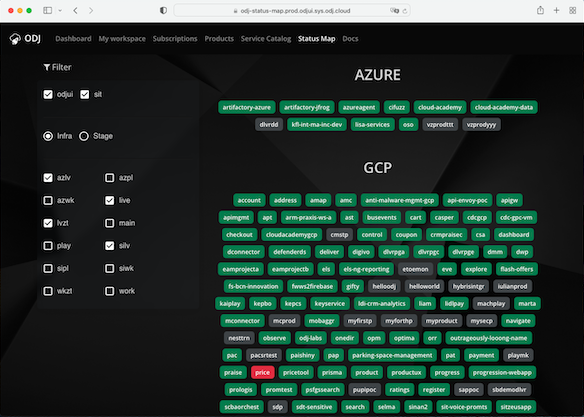 odj-status-map.prod.odjui.sys.odj.cloud
ODJ Dashboard My workspace Subscriptions Products Service Catalog Status Map Docs
Filter
odjui sit
Infra Stage
azlv azpl
azwk live
lvzt main
play silv
sipl siwk
wkzt work
AZURE
artifactory-azure artifactory-jfrog azureagent cifuzz cloud-academy cloud-academy-data
dlvrdd kfl-int-ma-inc-dev lisa-services oso vzprodttt vzprodyyy
GCP
account address amap amc anti-malware-mgmt-gcp api-envoy-poc apigw
apimgmt apt arm-praxis-ws-a ast busevents cart casper cdcgcp cdc-gpc-vm
checkout cloudacademygcp cmstp control coupon crmpraisec csa dashboard
dconnector defenderds deliver digivo dlvrpga dlvrpgc dlvrpge dmm dwp
eamprojecta eamprojectb els els-ng-reporting etoemon eve explore flash-offers
fs-bcn-innovation fwws2firebase gifty helloodj helloworld hybrisintgr iulianprod
kaiplay kepbo kepcs keyservice ldi-crm-analytics liam lidlpay machplay marta
mconnector mcprod mobaggr myfirstp myforthp myproduct mysecp navigate
nesttrn observe odj-labs onedir opm optima orr outrageously-looong-name
pac pacsrtest paishiny pap parking-space-management pat payment playmk
praise price pricetool prisma product productux progress progression-webapp
prologis promtest psfgsearch pupipoc ratings register sappoc sbdemodlvr
scbaorchest sdp sdt-sensitive search selma sinan2 sit-voice-promts sitzeusapp